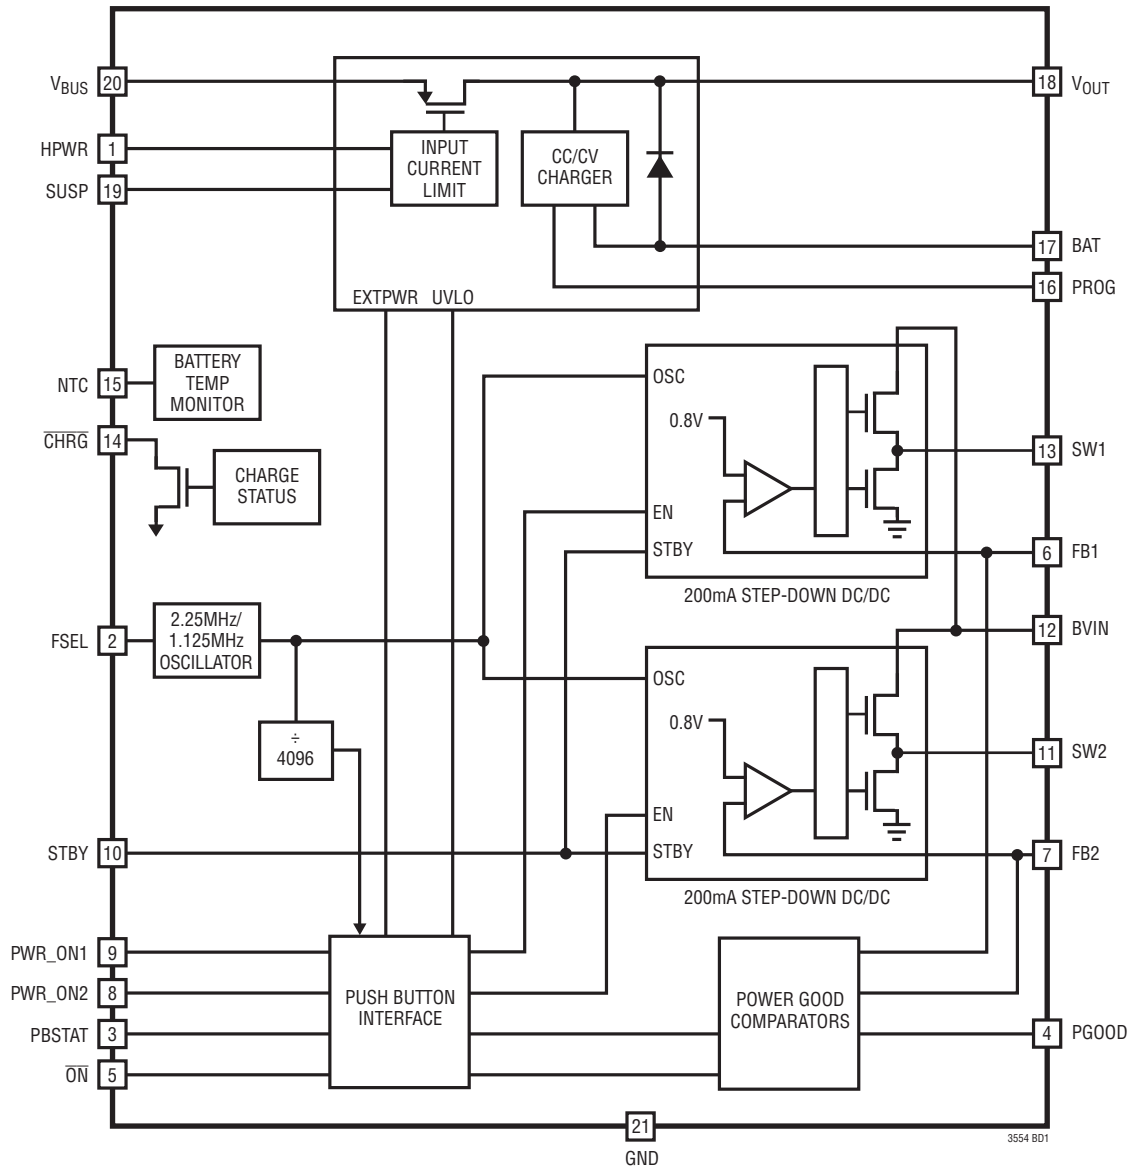 VBUS
20
18
VOUT
HPWR
1
INPUT
CURRENT
LIMIT
CC/CV
CHARGER
SUSP
19
17
BAT
16
PROG
EXTPWR
UVLO
NTC
15
BATTERY
TEMP
MONITOR
OSC
0.8V
CHRG
14
CHARGE
STATUS
13
SW1
EN
STBY
6
FB1
200mA STEP-DOWN DC/DC
FSEL
2
2.25MHz/
1.125MHz
OSCILLATOR
12
BVIN
OSC
0.8V
÷
4096
11
SW2
EN
STBY
10
STBY
7
FB2
200mA STEP-DOWN DC/DC
PWR_ON1
9
PWR_ON2
8
PUSH BUTTON
INTERFACE
POWER GOOD
COMPARATORS
PBSTAT
3
4
PGOOD
ON
5
21
GND
3554 BD1